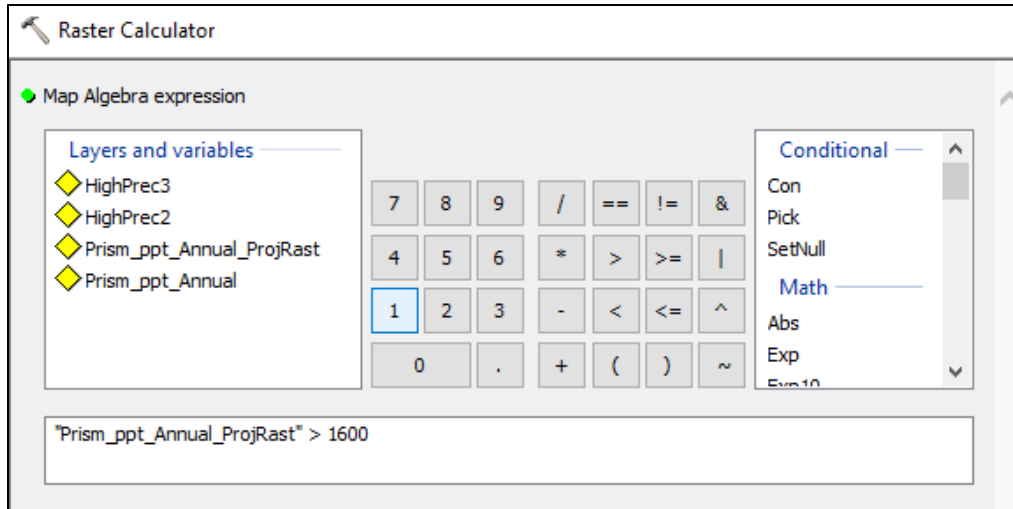 Raster Calculator
Map Algebra expression
Layers and variables
HighPrec3
HighPrec2
Prism_ppt_Annual_ProjRast
Prism_ppt_Annual
7 8 9 / == != &
4 5 6 * > >= |
1 2 3 - < <= ^
0 . + ( ) ~
Conditional
Con
Pick
SetNull
Math
Abs
Exp
Exp10
"Prism_ppt_Annual_ProjRast" > 1600